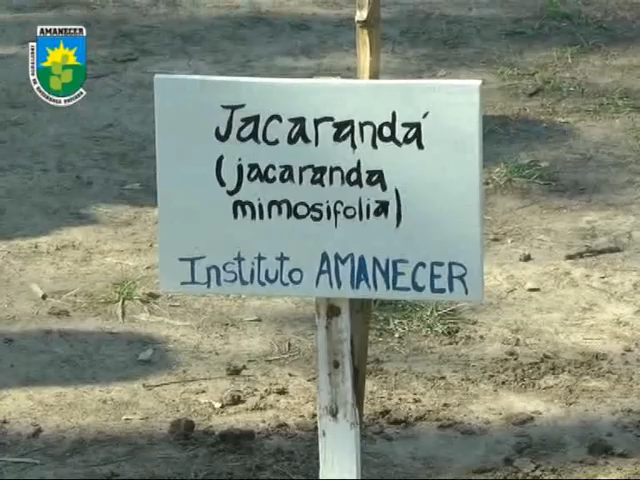 AMANECER
Jacarandá
(jacaranda
mimosifolia)
Instituto AMANECER